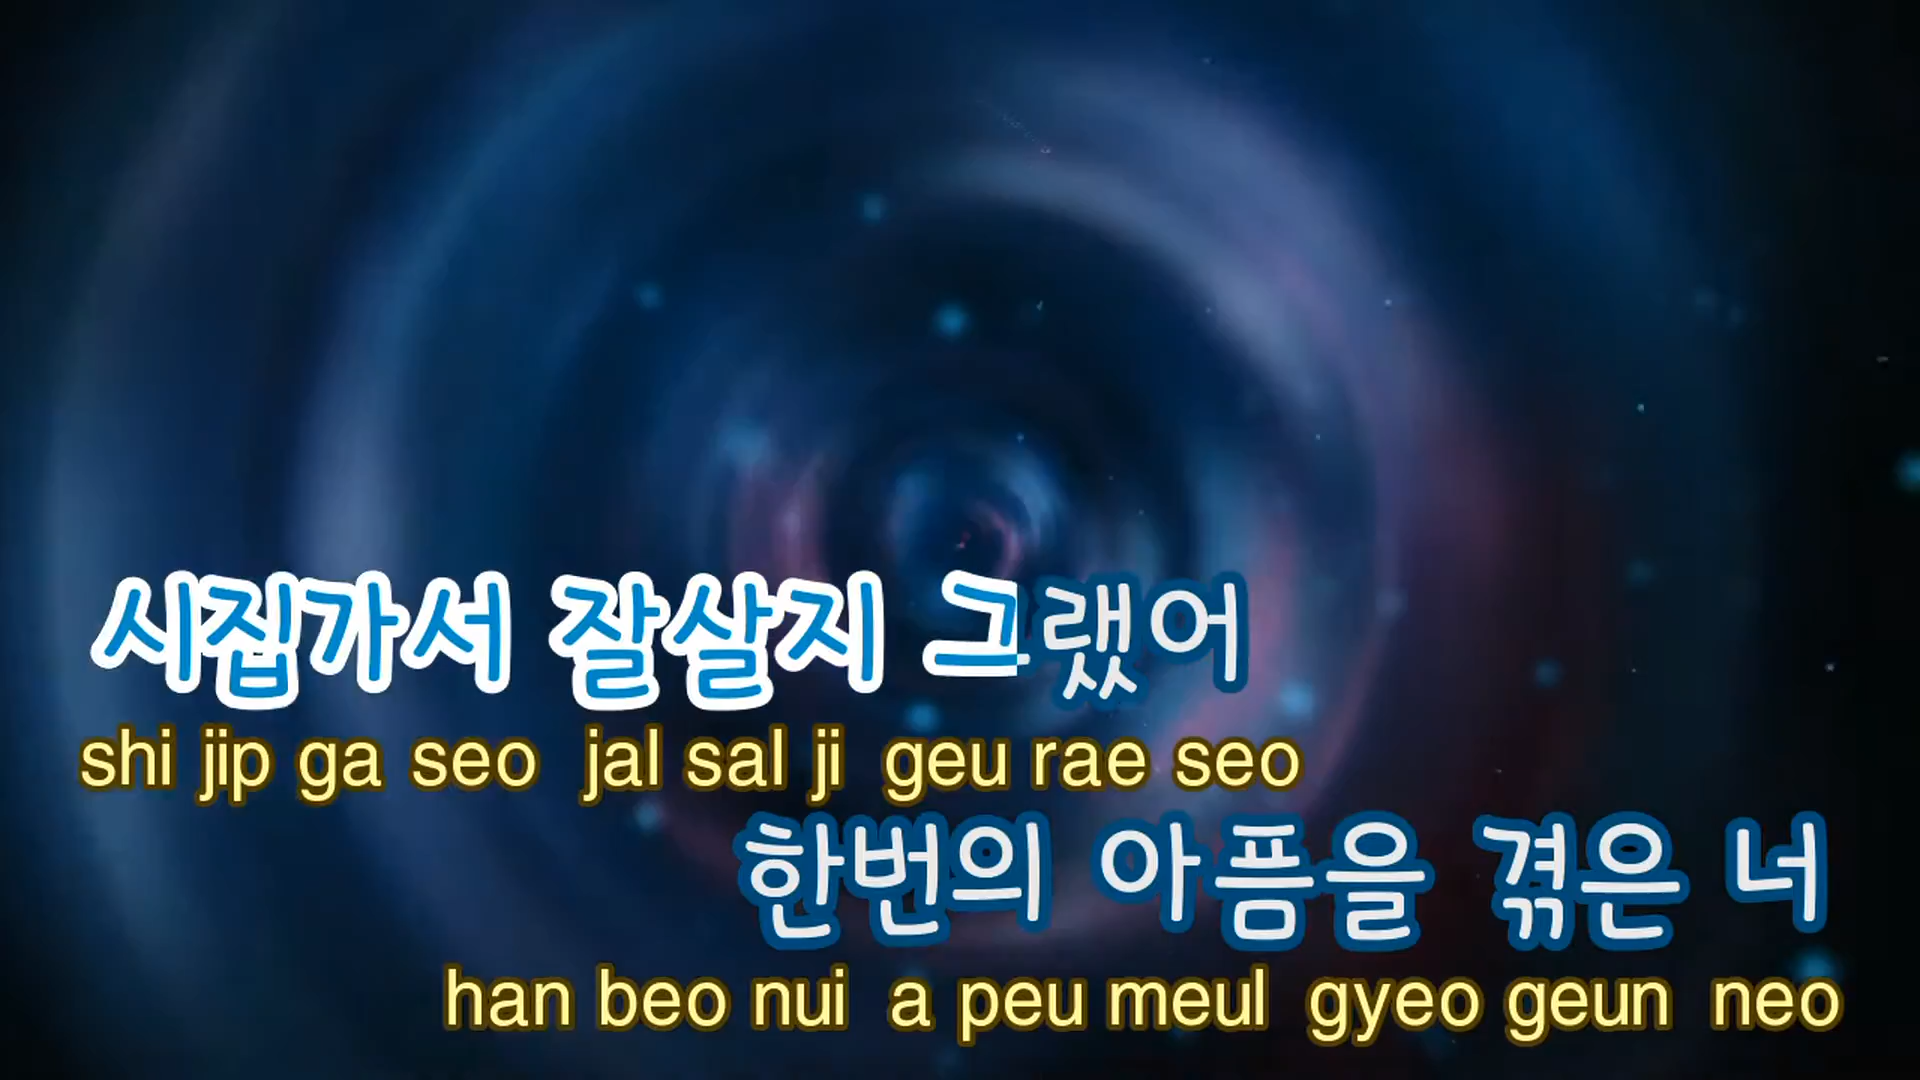 시집가서 잘살지 그랬어
shi jip ga seo jal sal ji geu rae seo
한번의 아픔을 겪은 너
han beo nui a peu meul gyeo geun neo